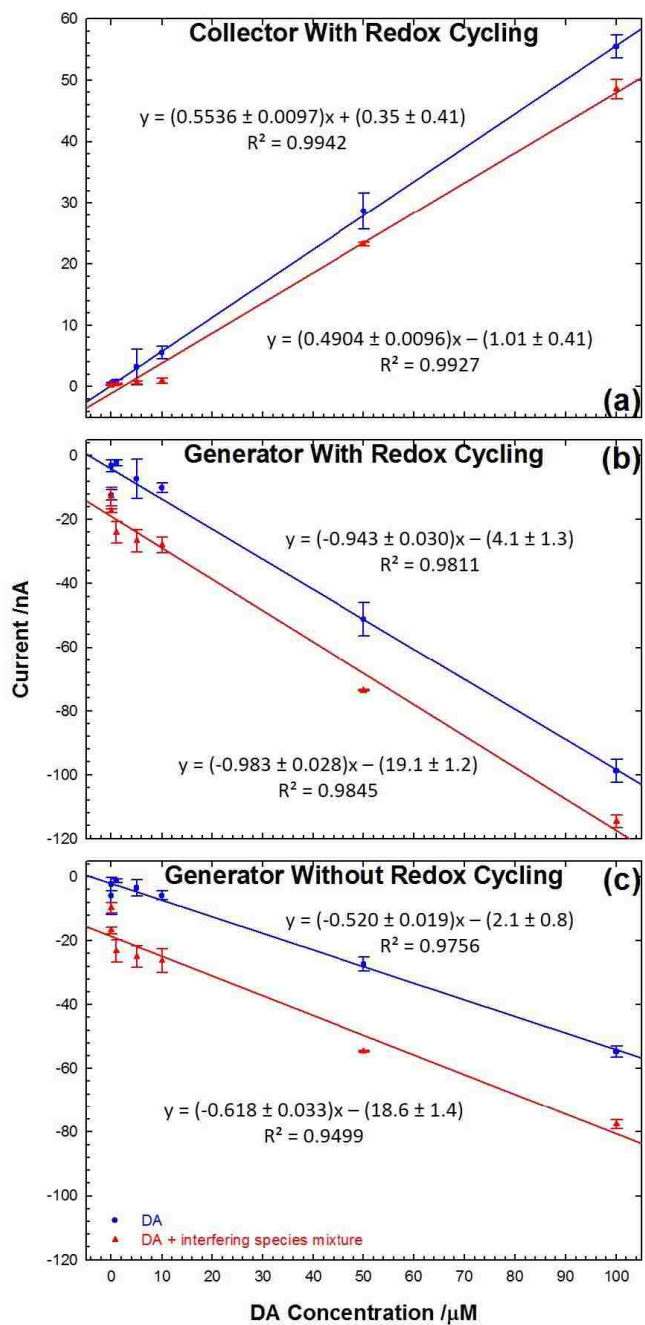 Collector With Redox Cycling
60
50
40
30
20
10
0
y = (0.5536 ± 0.0097)x + (0.35 ± 0.41)
R² = 0.9942
y = (0.4904 ± 0.0096)x – (1.01 ± 0.41)
R² = 0.9927
(a)
Generator With Redox Cycling
(b)
0
-20
-40
-60
-80
-100
-120
y = (-0.943 ± 0.030)x – (4.1 ± 1.3)
R² = 0.9811
y = (-0.983 ± 0.028)x – (19.1 ± 1.2)
R² = 0.9845
Current /nA
Generator Without Redox Cycling
(c)
0
-20
-40
-60
-80
-100
-120
y = (-0.520 ± 0.019)x – (2.1 ± 0.8)
R² = 0.9756
y = (-0.618 ± 0.033)x – (18.6 ± 1.4)
R² = 0.9499
DA
DA + interfering species mixture
0 10 20 30 40 50 60 70 80 90 100
DA Concentration /μM